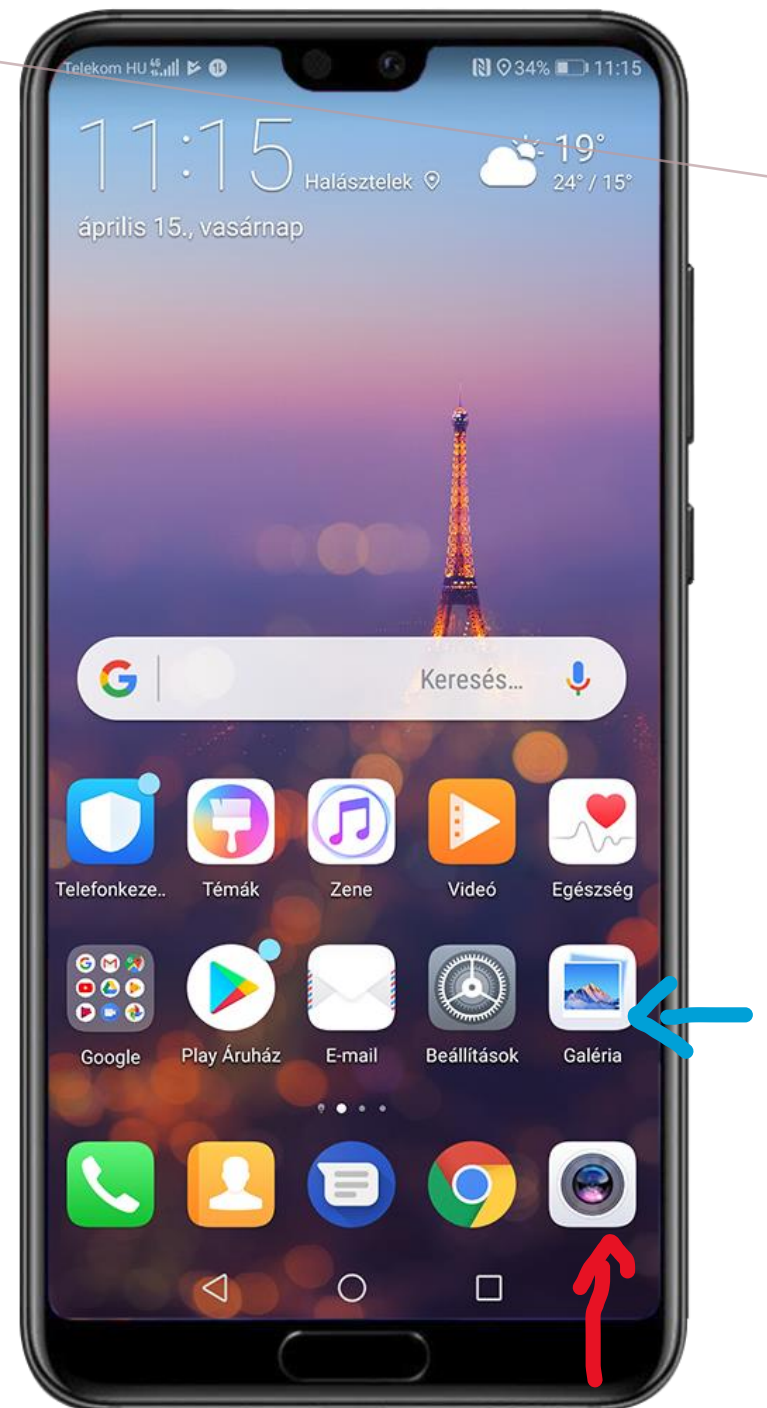 Telekom HU 46 34% 11:15
11:15 Halásztelek 19°
24° / 15°
április 15., vasárnap
G Keresés...
Telefonkeze.. Témák Zene Videó Egészség
Google Play Áruház E-mail Beállítások Galéria